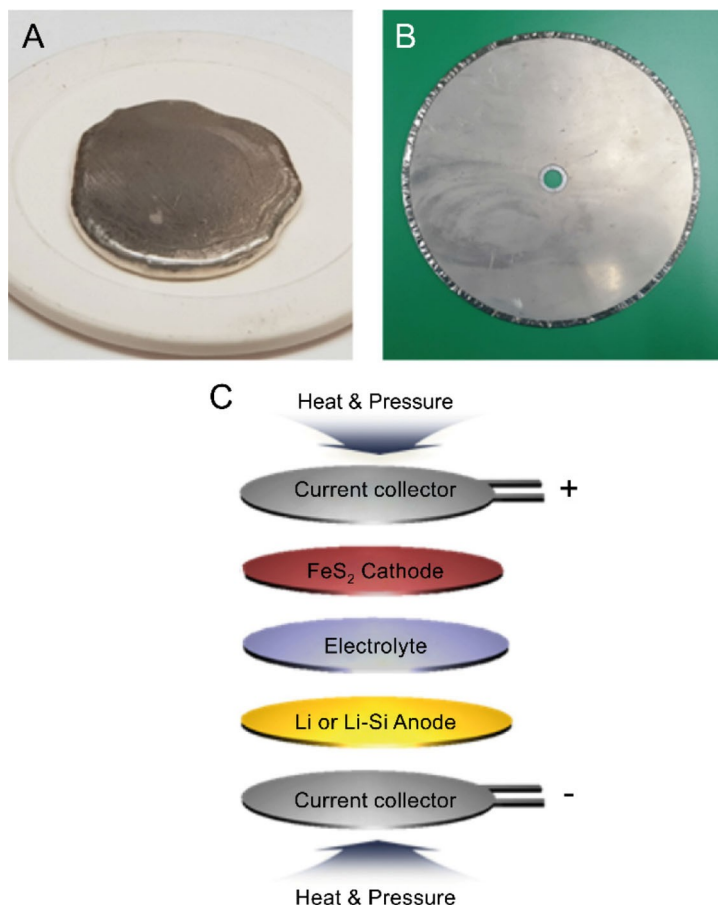 A
B
C
Heat & Pressure
Current collector
+
FeS₂ Cathode
Electrolyte
Li or Li-Si Anode
Current collector
-
Heat & Pressure